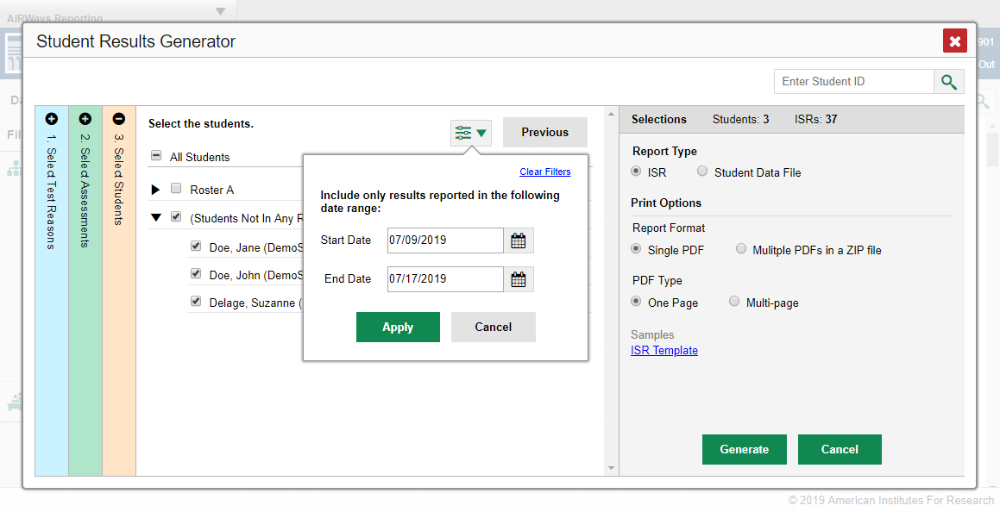 AIRWays Reporting
Student Results Generator
901
Out
Enter Student ID
1. Select Test Reasons
2. Select Assessments
3. Select Students
Select the students.
Previous
All Students
Roster A
(Students Not In Any R
Doe, Jane (DemoS
Doe, John (DemoS
Delage, Suzanne (
Clear Filters
Include only results reported in the following
date range:
Start Date 07/09/2019
End Date 07/17/2019
Apply Cancel
Selections Students: 3 ISRs: 37
Report Type
ISR Student Data File
Print Options
Report Format
Single PDF Mulitple PDFs in a ZIP file
PDF Type
One Page Multi-page
Samples
ISR Template
Generate Cancel
Da
Fil
© 2019 American Institutes For Research